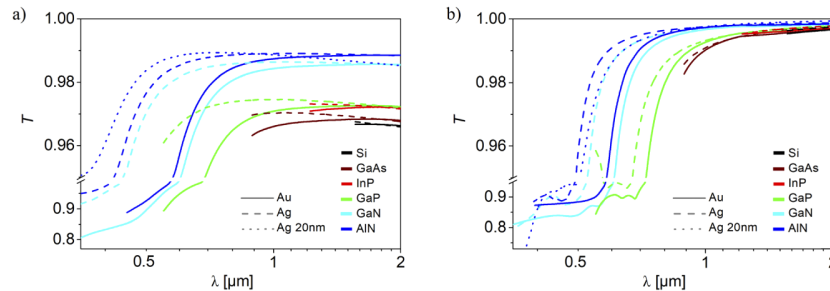 a)
1.00
0.98
0.96
0.9
0.8
T
Si
GaAs
InP
GaP
GaN
AlN
Au
Ag
Ag 20nm
0.5
1
2
λ [µm]
b)
1.00
0.98
0.96
0.9
0.8
T
Si
GaAs
InP
GaP
GaN
AlN
Au
Ag
Ag 20nm
0.5
1
2
λ [µm]